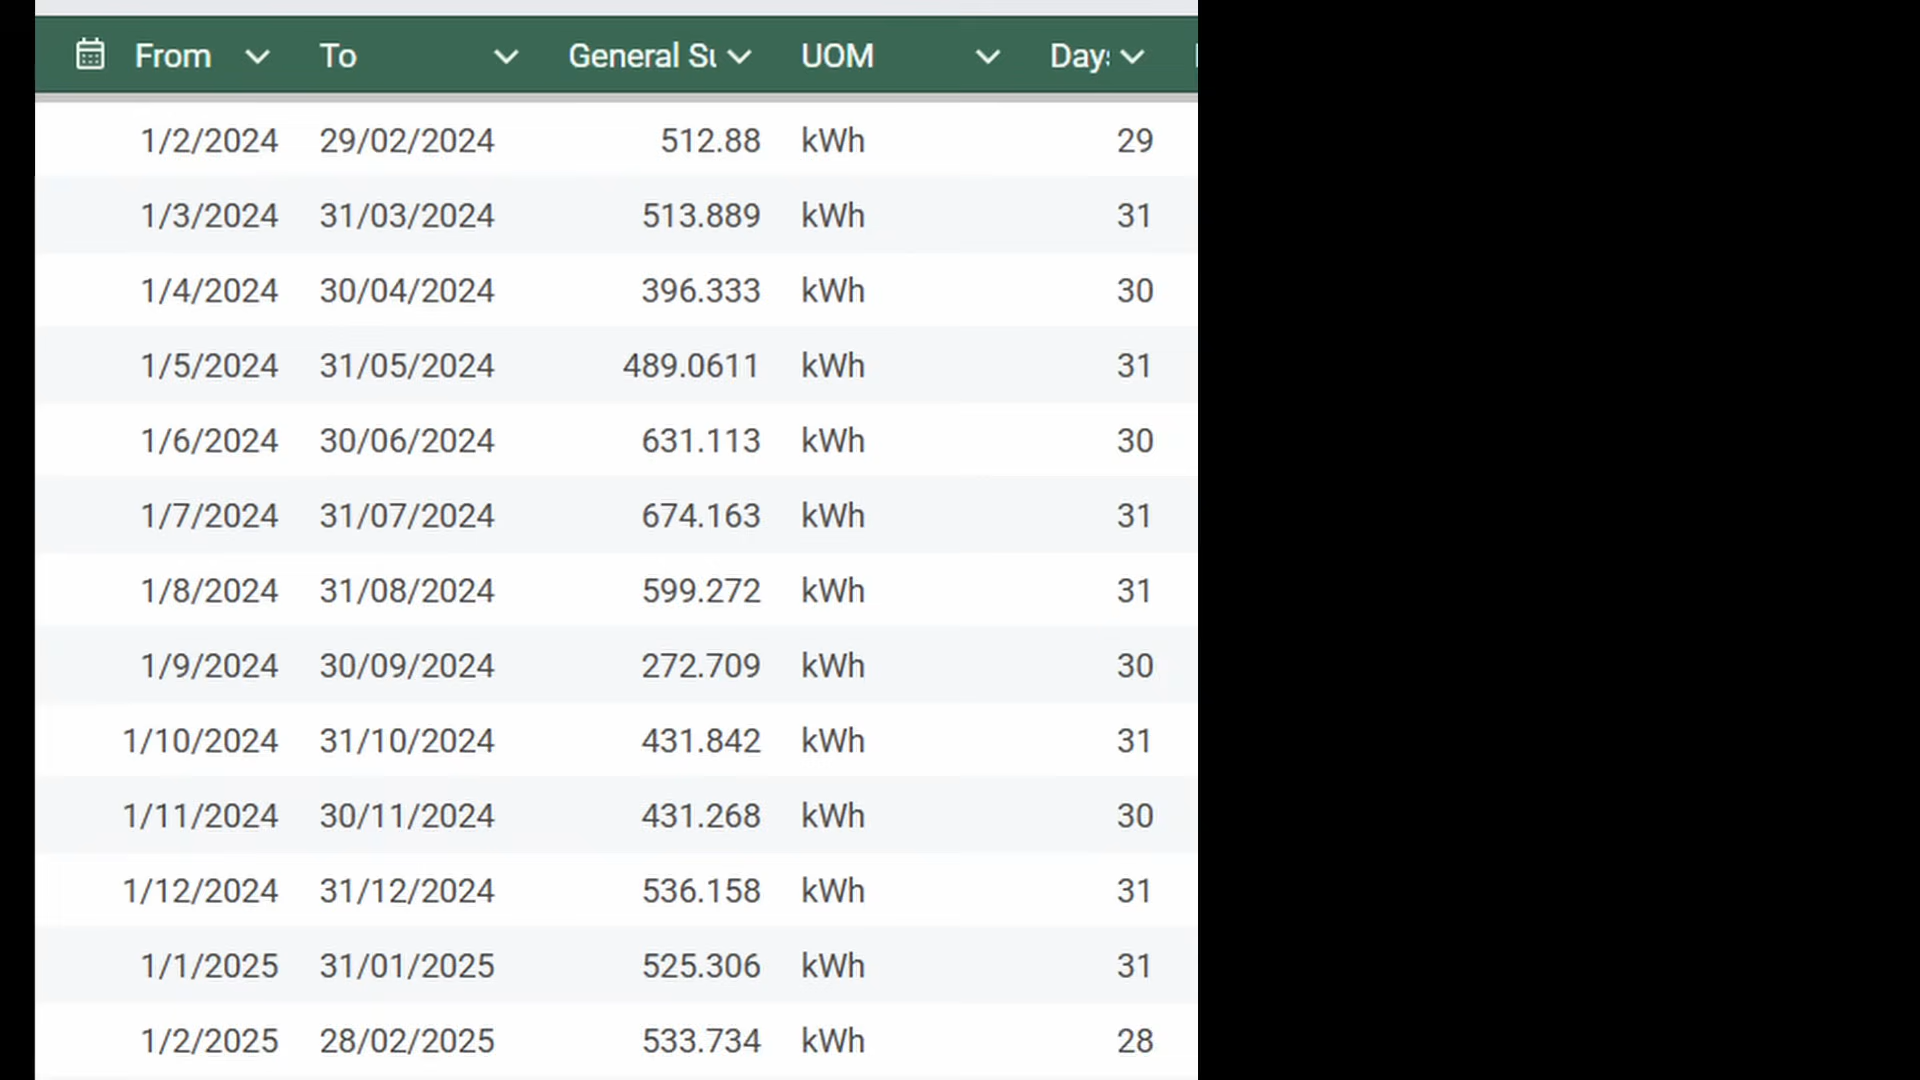 From To General Su UOM Days
1/2/2024 29/02/2024 512.88 kWh 29
1/3/2024 31/03/2024 513.889 kWh 31
1/4/2024 30/04/2024 396.333 kWh 30
1/5/2024 31/05/2024 489.0611 kWh 31
1/6/2024 30/06/2024 631.113 kWh 30
1/7/2024 31/07/2024 674.163 kWh 31
1/8/2024 31/08/2024 599.272 kWh 31
1/9/2024 30/09/2024 272.709 kWh 30
1/10/2024 31/10/2024 431.842 kWh 31
1/11/2024 30/11/2024 431.268 kWh 30
1/12/2024 31/12/2024 536.158 kWh 31
1/1/2025 31/01/2025 525.306 kWh 31
1/2/2025 28/02/2025 533.734 kWh 28